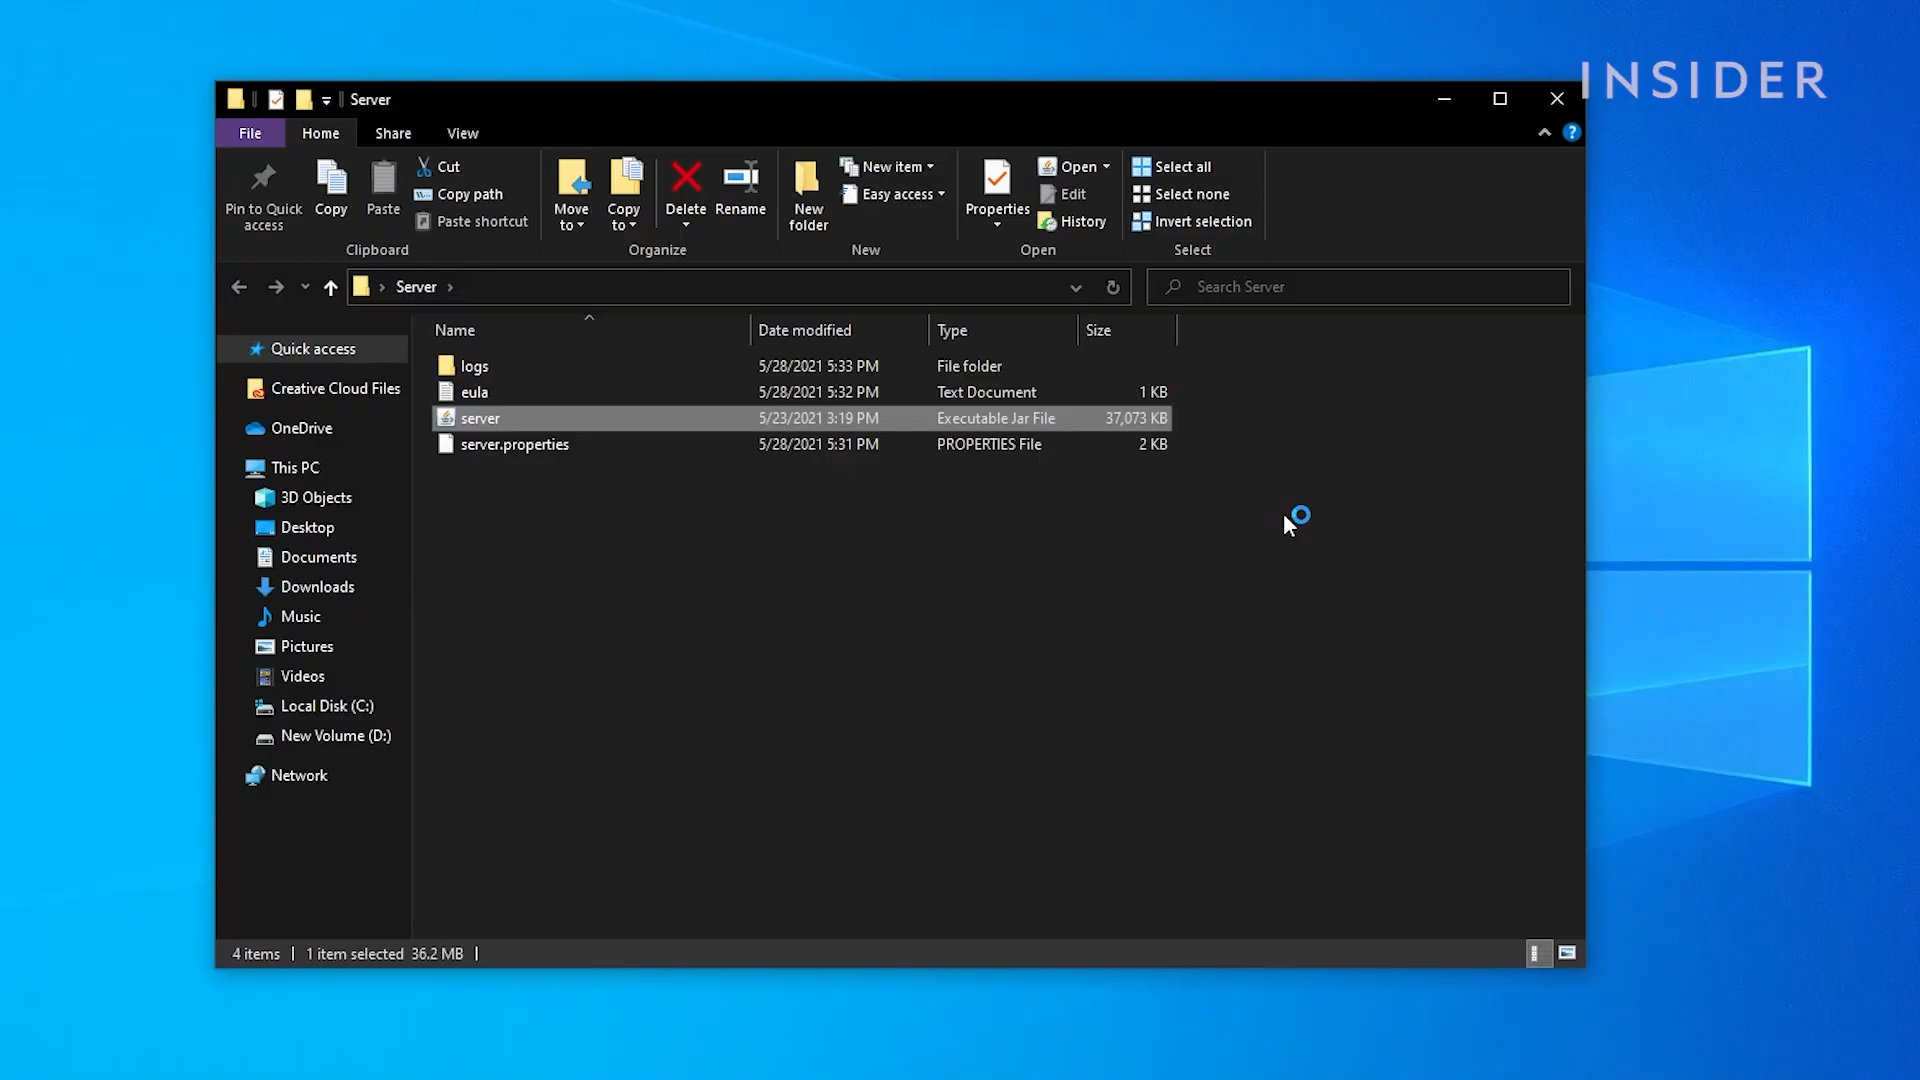 INSIDER
Server
File Home Share View
Pin to Quick access
Copy
Paste
Cut
Copy path
Paste shortcut
Clipboard
Move to
Copy to
Delete
Rename
Organize
New folder
New item
Easy access
New
Properties
Open
Edit
History
Open
Select all
Select none
Invert selection
Select
Server
Search Server
Name Date modified Type Size
logs 5/28/2021 5:33 PM File folder
eula 5/28/2021 5:32 PM Text Document 1 KB
server 5/23/2021 3:19 PM Executable Jar File 37,073 KB
server.properties 5/28/2021 5:31 PM PROPERTIES File 2 KB
Quick access
Creative Cloud Files
OneDrive
This PC
3D Objects
Desktop
Documents
Downloads
Music
Pictures
Videos
Local Disk (C:)
New Volume (D:)
Network
4 items 1 item selected 36.2 MB